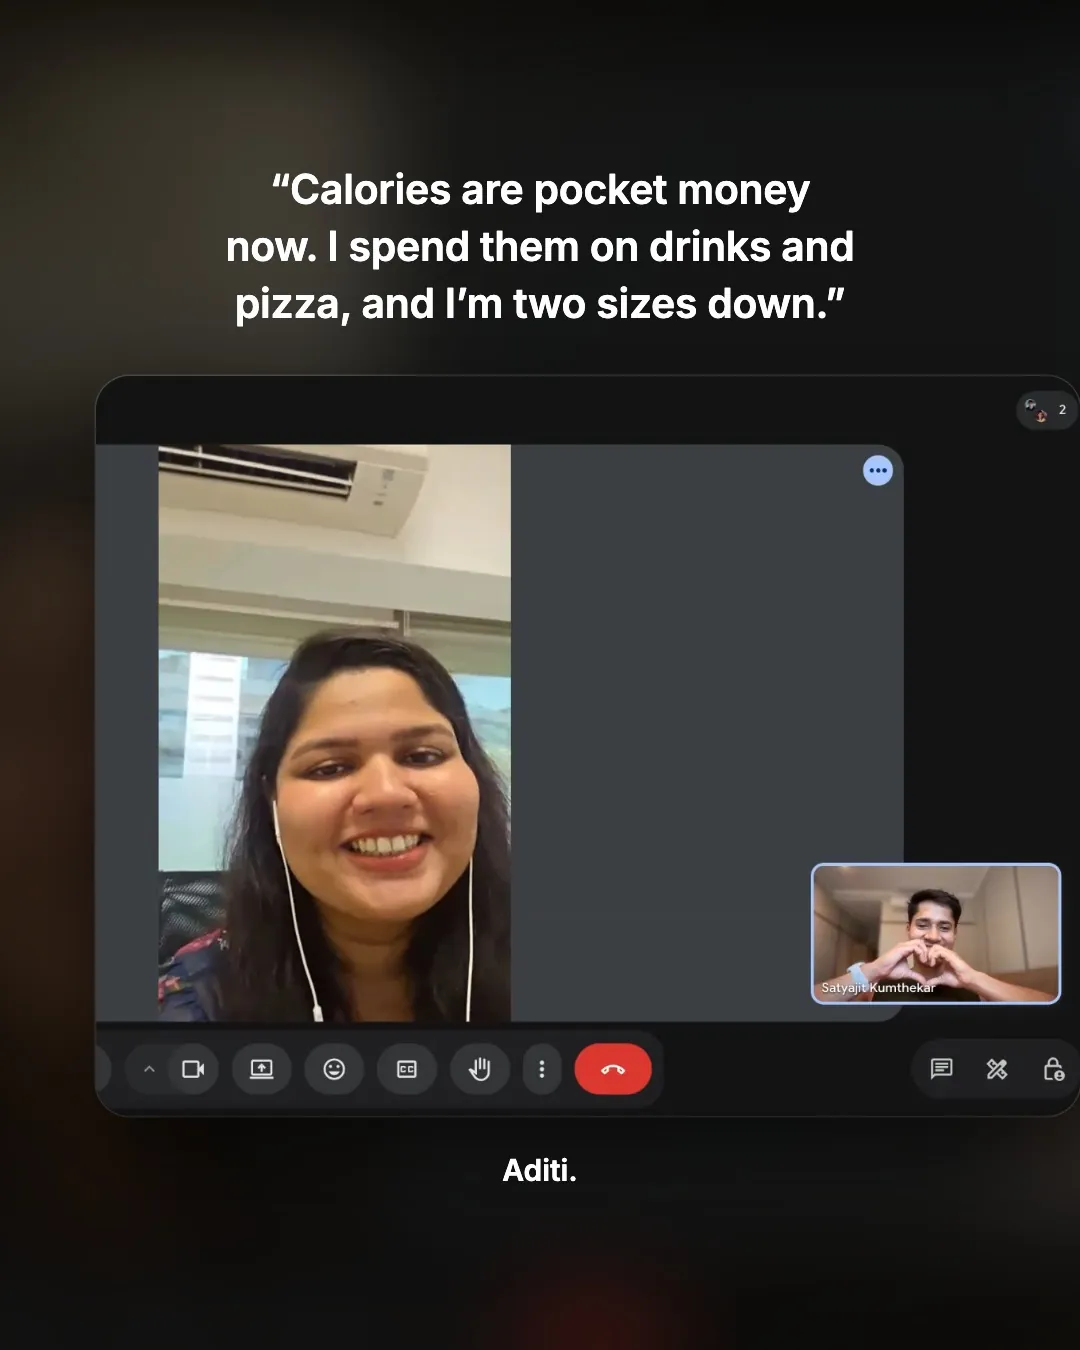 “Calories are pocket money
now. I spend them on drinks and
pizza, and I’m two sizes down.”
2
Satyajit Kumthekar
CC
Aditi.